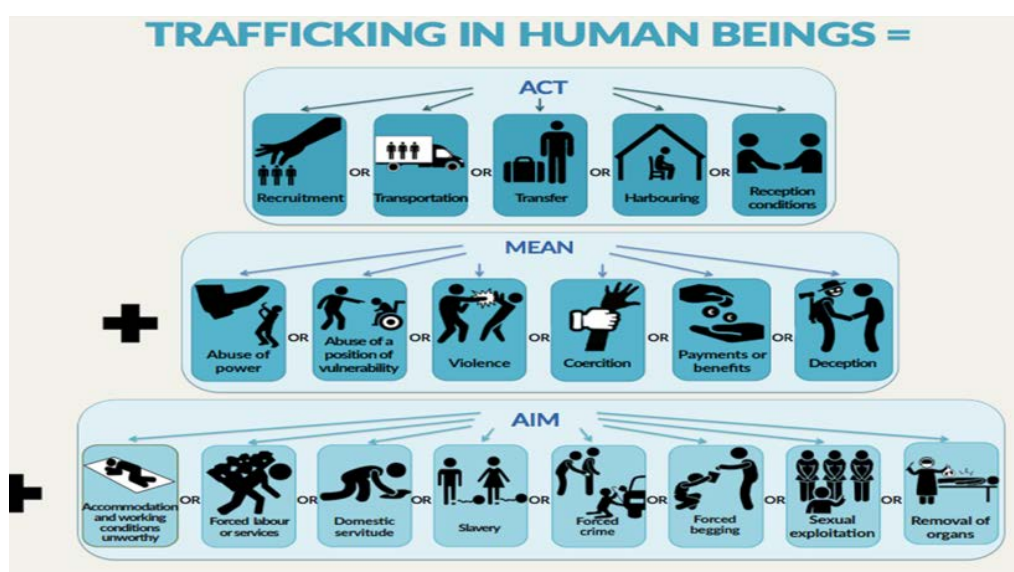 TRAFFICKING IN HUMAN BEINGS =
ACT
Recruitment
OR
Transportation
OR
Transfer
OR
Harbouring
OR
Reception
conditions
MEAN
Abuse of
power
OR
Abuse of a
position of
vulnerability
OR
Violence
OR
Coercition
OR
Payments or
benefits
OR
Deception
AIM
Accommodation
and working
conditions
unworthy
OR
Forced labour
or services
OR
Domestic
servitude
OR
Slavery
OR
Forced
crime
OR
Forced
begging
OR
Sexual
exploitation
OR
Removal of
organs